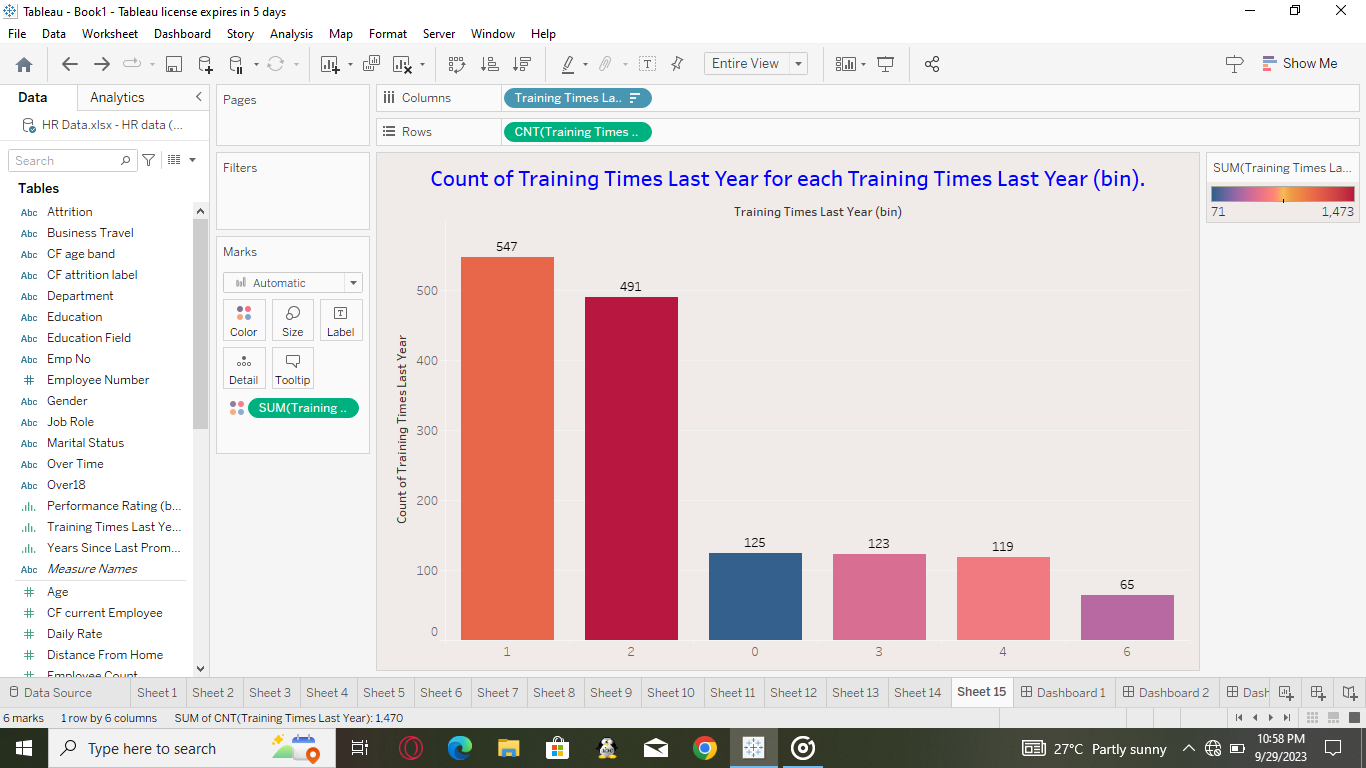 Tableau - Book1 - Tableau license expires in 5 days
File Data Worksheet Dashboard Story Analysis Map Format Server Window Help
Entire View
Show Me
Data Analytics
HR Data.xlsx - HR data (...
Search
Tables
Abc Attrition
Abc Business Travel
Abc CF age band
Abc CF attrition label
Abc Department
Abc Education
Abc Education Field
Abc Emp No
# Employee Number
Abc Gender
Abc Job Role
Abc Marital Status
Abc Over Time
Abc Over18
Performance Rating (b...
Training Times Last Ye...
Years Since Last Prom...
Abc Measure Names
# Age
# CF current Employee
# Daily Rate
# Distance From Home
# Employee Count
Pages
Filters
Marks
Automatic
Color Size Label
Detail Tooltip
SUM(Training ..
Columns Training Times La..
Rows CNT(Training Times ..
Count of Training Times Last Year for each Training Times Last Year (bin).
Training Times Last Year (bin)
Count of Training Times Last Year
500
400
300
200
100
0
547
491
125
123
119
65
1 2 0 3 4 6
SUM(Training Times La...
71 1,473
Data Source Sheet 1 Sheet 2 Sheet 3 Sheet 4 Sheet 5 Sheet 6 Sheet 7 Sheet 8 Sheet 9 Sheet 10 Sheet 11 Sheet 12 Sheet 13 Sheet 14 Sheet 15 Dashboard 1 Dashboard 2 Dash
6 marks 1 row by 6 columns SUM of CNT(Training Times Last Year): 1,470
Type here to search
27°C Partly sunny
10:58 PM
9/29/2023